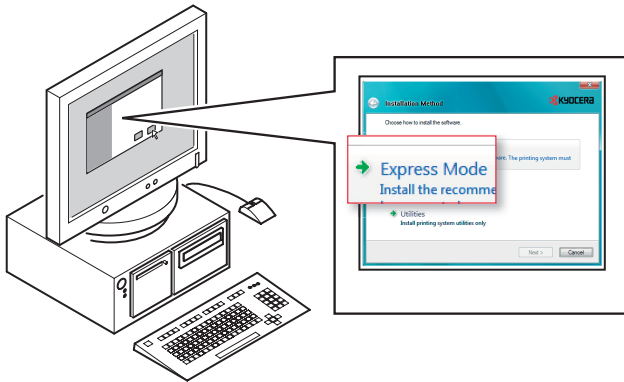 Installation Method
KYOCERA
Choose how to install the software.
are. The printing system must
Express Mode
Install the recomme
Utilities
Install printing system utilities only
Next >
Cancel